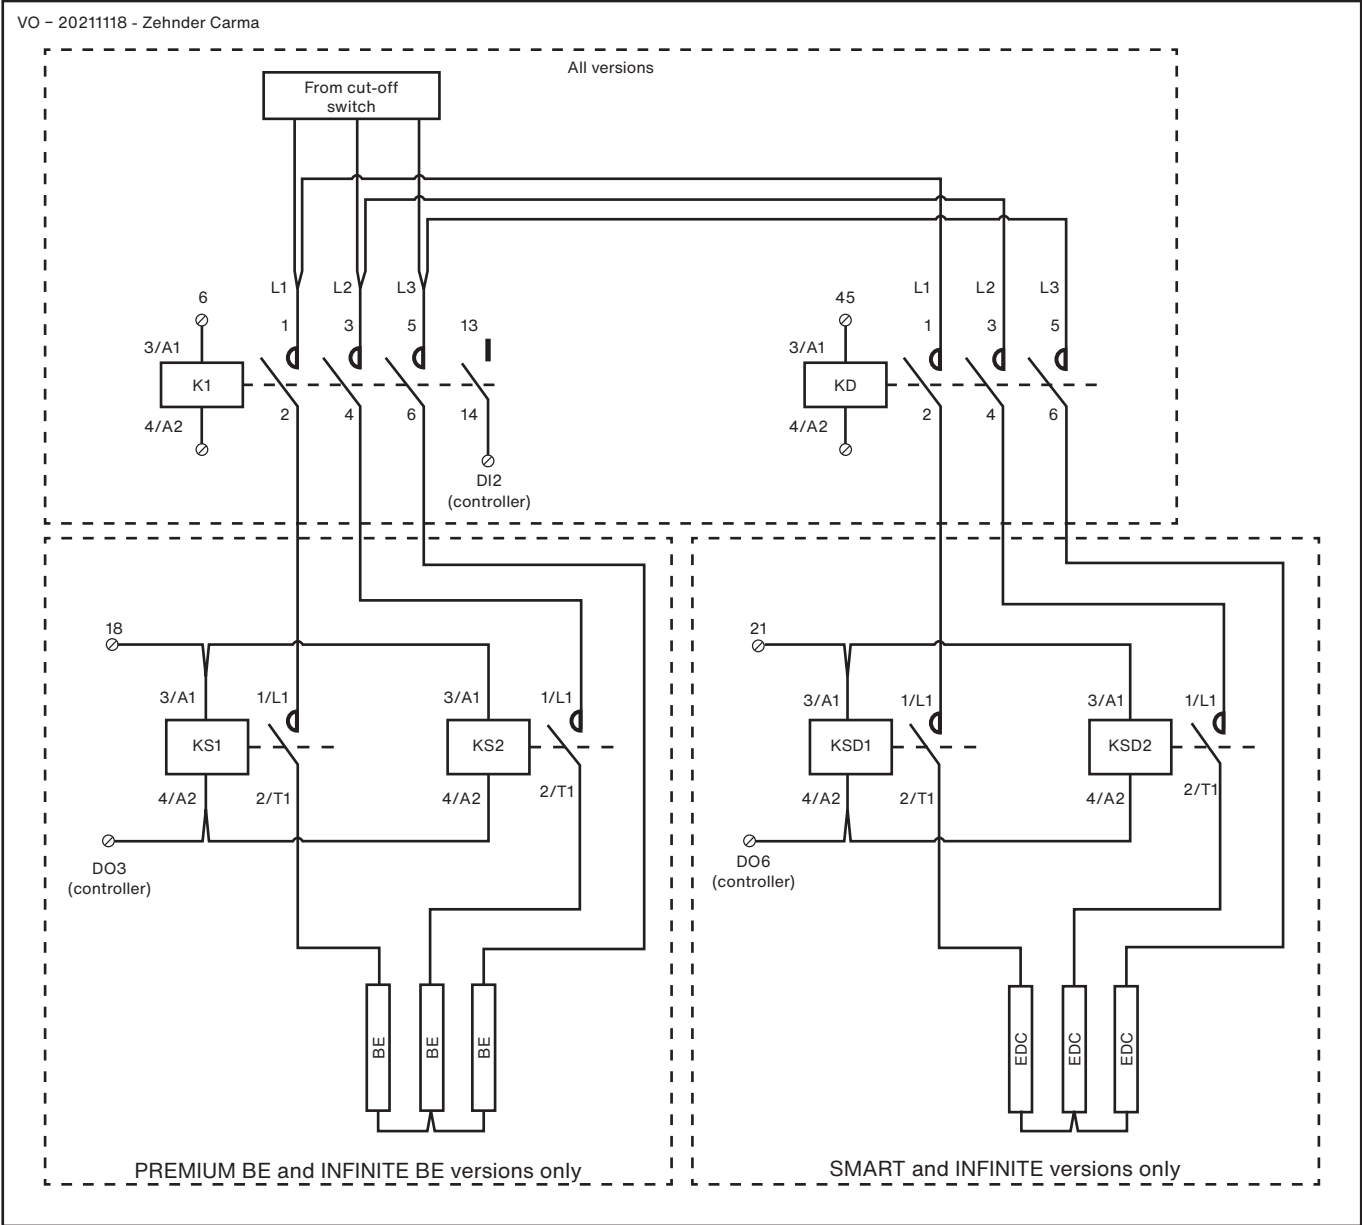 VO – 20211118 - Zehnder Carma
All versions
From cut-off
switch
L1
L2
L3
L1
L2
L3
6
1
3
5
13
45
1
3
5
3/A1
3/A1
K1
KD
4/A2
2
4
6
14
4/A2
2
4
6
DI2
(controller)
18
21
3/A1
1/L1
3/A1
1/L1
3/A1
1/L1
3/A1
1/L1
KS1
KS2
KSD1
KSD2
4/A2
2/T1
4/A2
2/T1
4/A2
2/T1
4/A2
2/T1
DO3
(controller)
DO6
(controller)
BE
BE
BE
EDC
EDC
EDC
PREMIUM BE and INFINITE BE versions only
SMART and INFINITE versions only